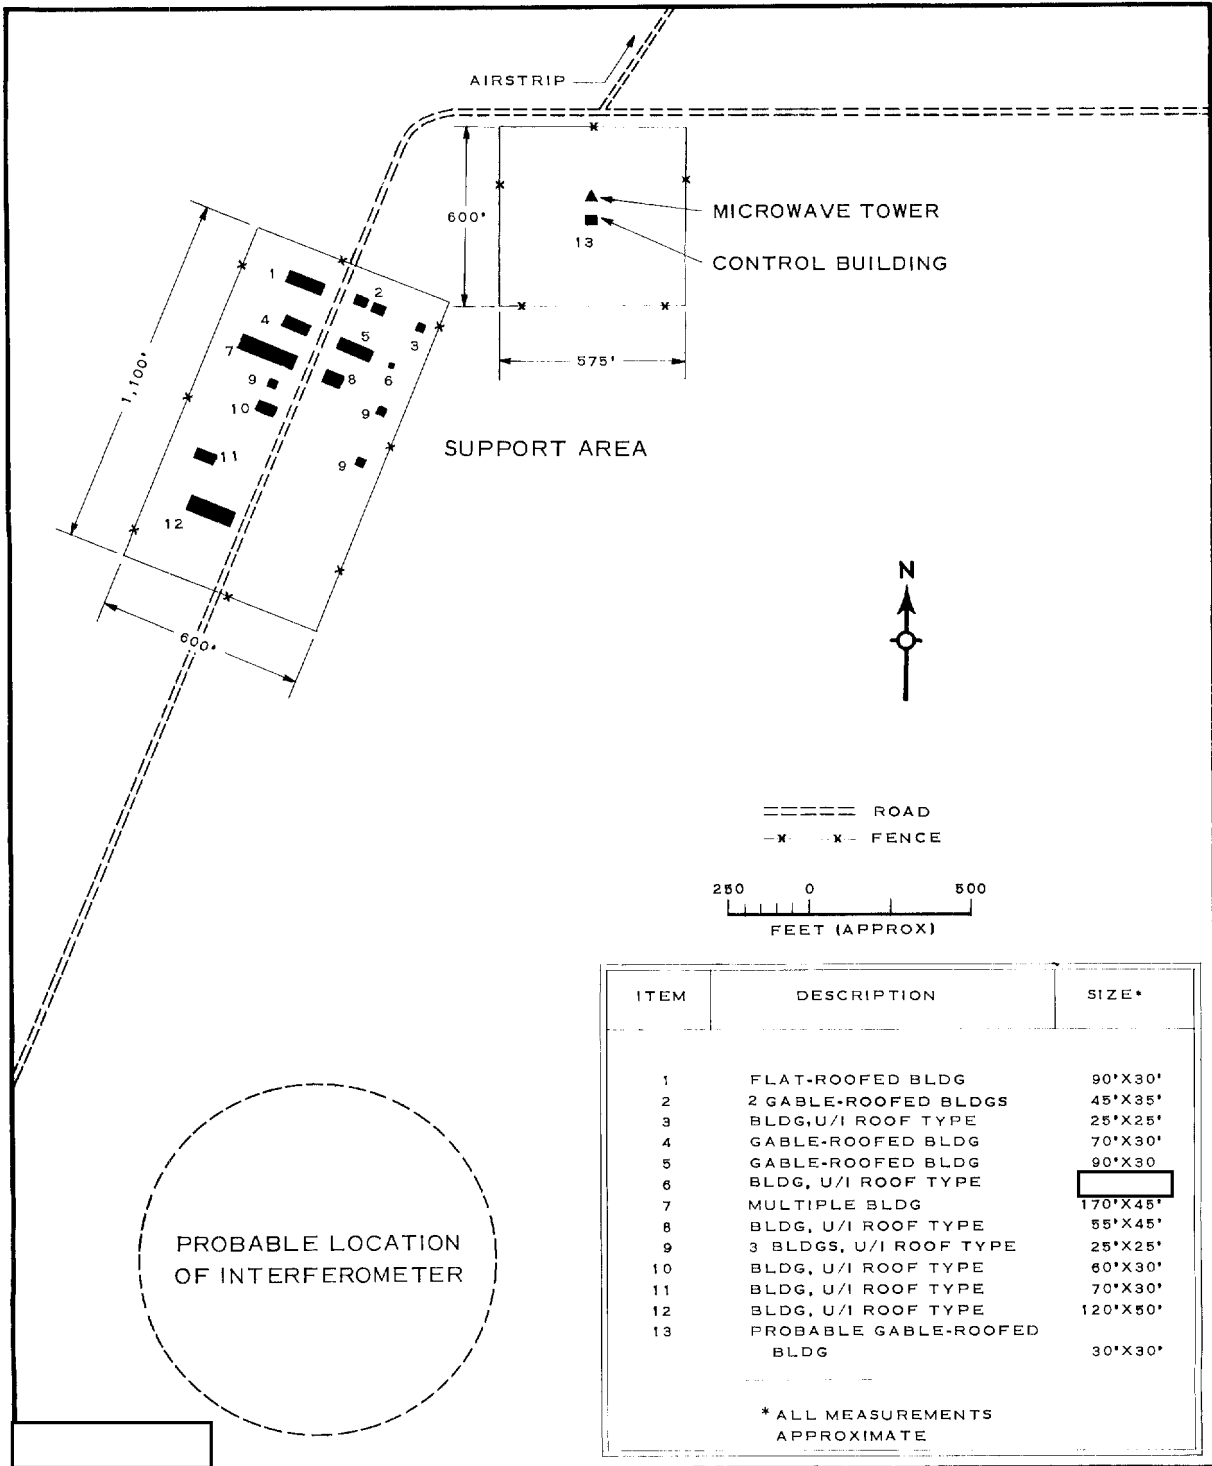 AIRSTRIP
MICROWAVE TOWER
600'
13
CONTROL BUILDING
1
2
4
5
3
7
575'
8
6
1,100'
9
10
9
SUPPORT AREA
11
9
12
N
600'
ROAD
FENCE
250 0 500
FEET (APPROX)
ITEM DESCRIPTION SIZE*
1 FLAT-ROOFED BLDG 90'X30'
2 2 GABLE-ROOFED BLDGS 45'X35'
3 BLDG, U/I ROOF TYPE 25'X25'
4 GABLE-ROOFED BLDG 70'X30'
5 GABLE-ROOFED BLDG 90'X30
6 BLDG, U/I ROOF TYPE
7 MULTIPLE BLDG 170'X45'
8 BLDG, U/I ROOF TYPE 55'X45'
9 3 BLDGS, U/I ROOF TYPE 25'X25'
10 BLDG, U/I ROOF TYPE 60'X30'
11 BLDG, U/I ROOF TYPE 70'X30'
12 BLDG, U/I ROOF TYPE 120'X50'
13 PROBABLE GABLE-ROOFED
BLDG 30'X30'
* ALL MEASUREMENTS
APPROXIMATE
PROBABLE LOCATION
OF INTERFEROMETER